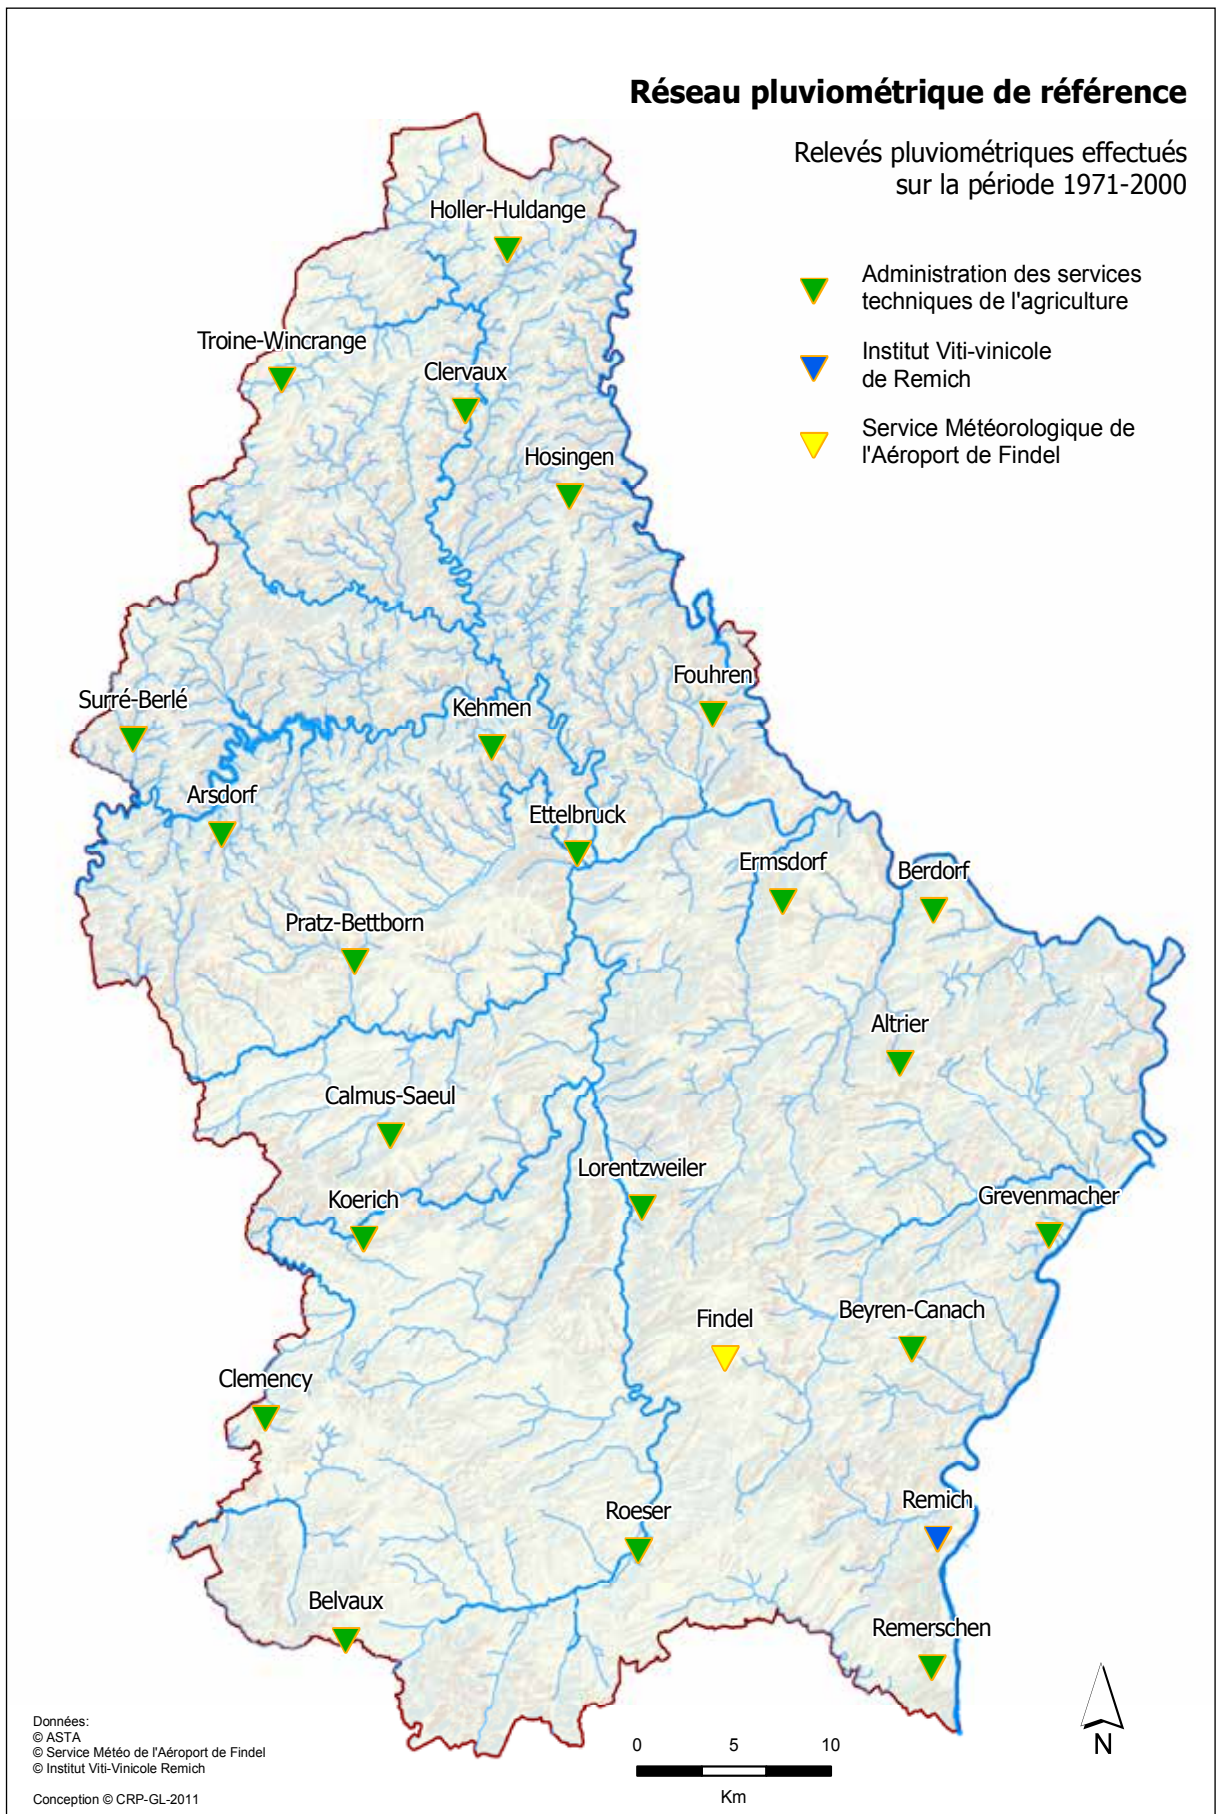 Réseau pluviométrique de référence
Relevés pluviométriques effectués
sur la période 1971-2000
Administration des services
techniques de l'agriculture
Institut Viti-vinicole
de Remich
Service Météorologique de
l'Aéroport de Findel
Holler-Huldange
Troine-Wincrange
Clervaux
Hosingen
Fouhren
Surré-Berlé
Kehmen
Arsdorf
Ettelbruck
Ermsdorf
Berdorf
Pratz-Bettborn
Altrier
Calmus-Saeul
Lorentzweiler
Koerich
Grevenmacher
Findel
Beyren-Canach
Clemency
Remich
Roeser
Belvaux
Remerschen
Données:
© ASTA
© Service Météo de l'Aéroport de Findel
© Institut Viti-Vinicole Remich
Conception © CRP-GL-2011
0 5 10
Km
N